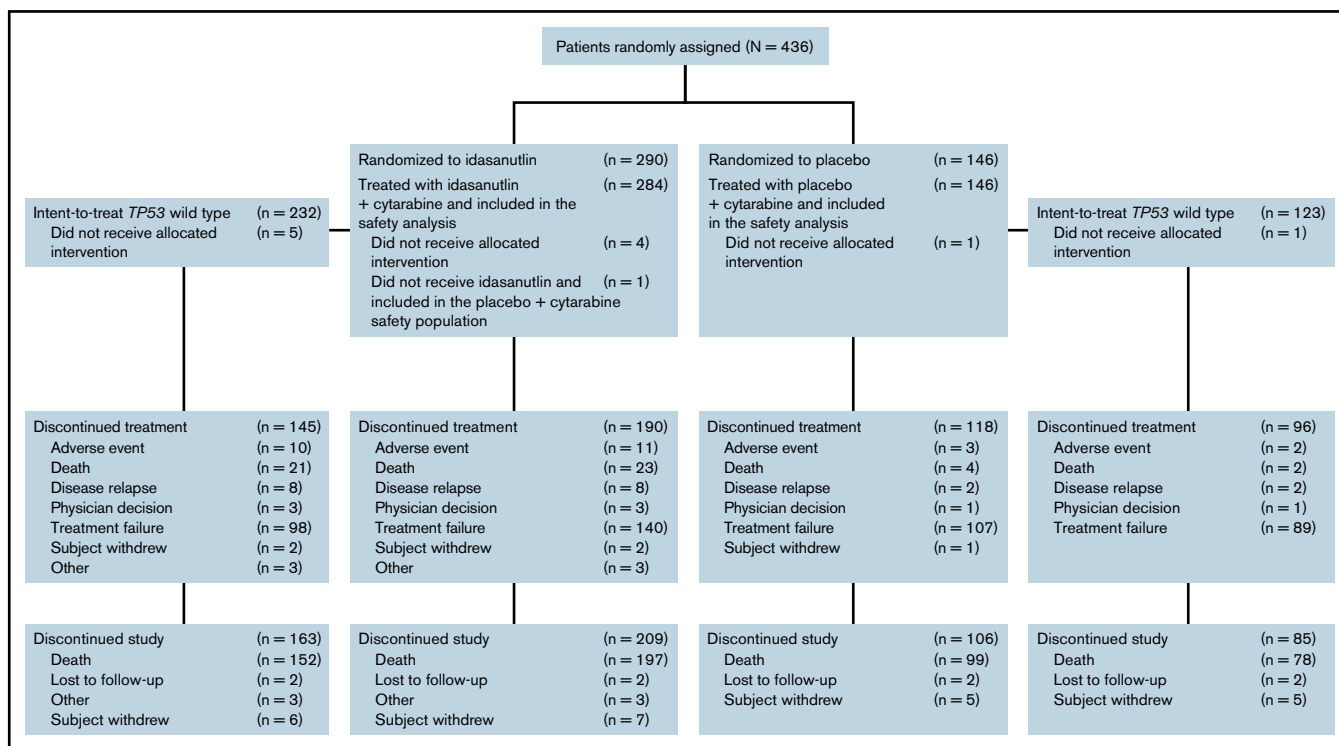 Patients randomly assigned (N = 436)
Randomized to idasanutlin (n = 290)
Treated with idasanutlin (n = 284)
+ cytarabine and included in the
safety analysis
Did not receive allocated (n = 4)
intervention
Did not receive idasanutlin and (n = 1)
included in the placebo + cytarabine
safety population
Randomized to placebo (n = 146)
Treated with placebo (n = 146)
+ cytarabine and included
in the safety analysis
Did not receive allocated (n = 1)
intervention
Intent-to-treat TP53 wild type (n = 232)
Did not receive allocated (n = 5)
intervention
Intent-to-treat TP53 wild type (n = 123)
Did not receive allocated (n = 1)
intervention
Discontinued treatment (n = 145)
Adverse event (n = 10)
Death (n = 21)
Disease relapse (n = 8)
Physician decision (n = 3)
Treatment failure (n = 98)
Subject withdrew (n = 2)
Other (n = 3)
Discontinued treatment (n = 190)
Adverse event (n = 11)
Death (n = 23)
Disease relapse (n = 8)
Physician decision (n = 3)
Treatment failure (n = 140)
Subject withdrew (n = 2)
Other (n = 3)
Discontinued treatment (n = 118)
Adverse event (n = 3)
Death (n = 4)
Disease relapse (n = 2)
Physician decision (n = 1)
Treatment failure (n = 107)
Subject withdrew (n = 1)
Discontinued treatment (n = 96)
Adverse event (n = 2)
Death (n = 2)
Disease relapse (n = 2)
Physician decision (n = 1)
Treatment failure (n = 89)
Discontinued study (n = 163)
Death (n = 152)
Lost to follow-up (n = 2)
Other (n = 3)
Subject withdrew (n = 6)
Discontinued study (n = 209)
Death (n = 197)
Lost to follow-up (n = 2)
Other (n = 3)
Subject withdrew (n = 7)
Discontinued study (n = 106)
Death (n = 99)
Lost to follow-up (n = 2)
Subject withdrew (n = 5)
Discontinued study (n = 85)
Death (n = 78)
Lost to follow-up (n = 2)
Subject withdrew (n = 5)